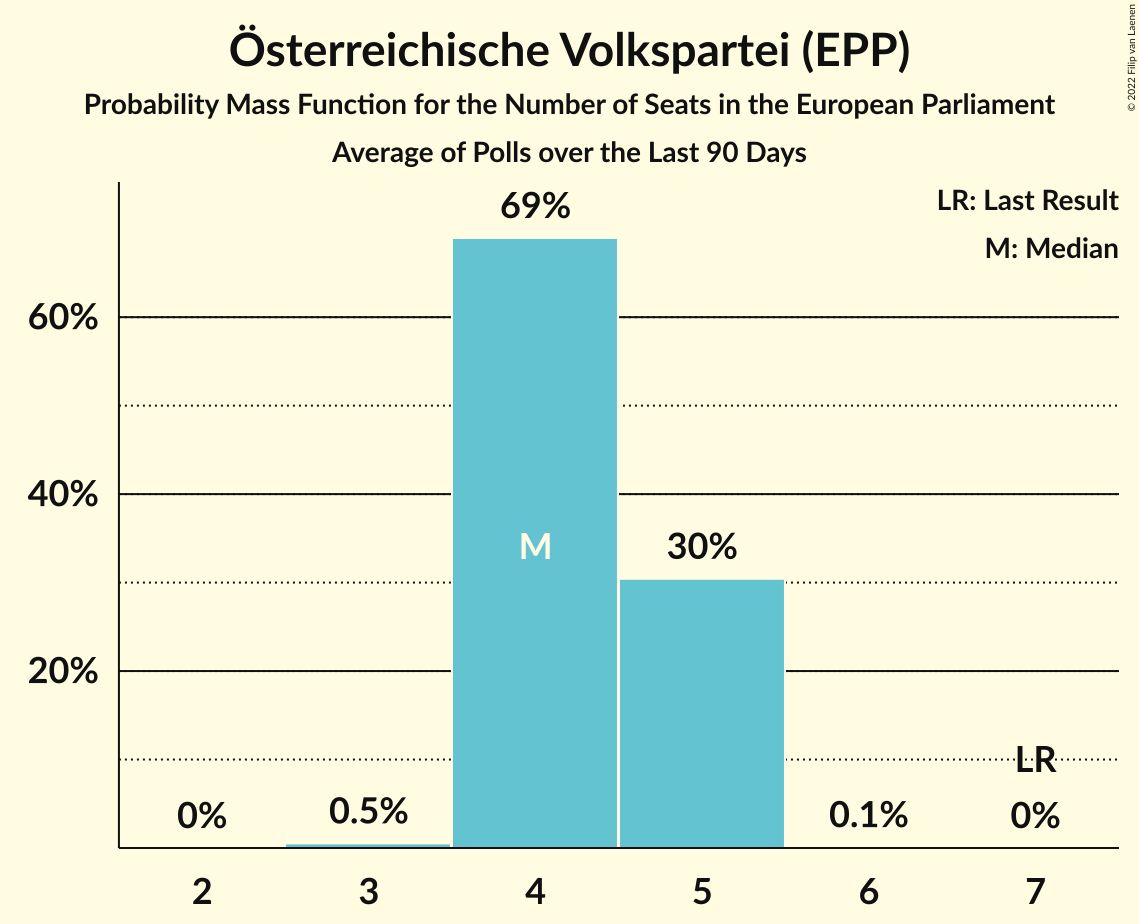 Österreichische Volkspartei (EPP)
Probability Mass Function for the Number of Seats in the European Parliament
Average of Polls over the Last 90 Days
© 2022 Filip van Laenen
LR: Last Result
M: Median
69%
60%
40%
M
30%
20%
LR
0%
0.5%
0.1%
0%
2
3
4
5
6
7